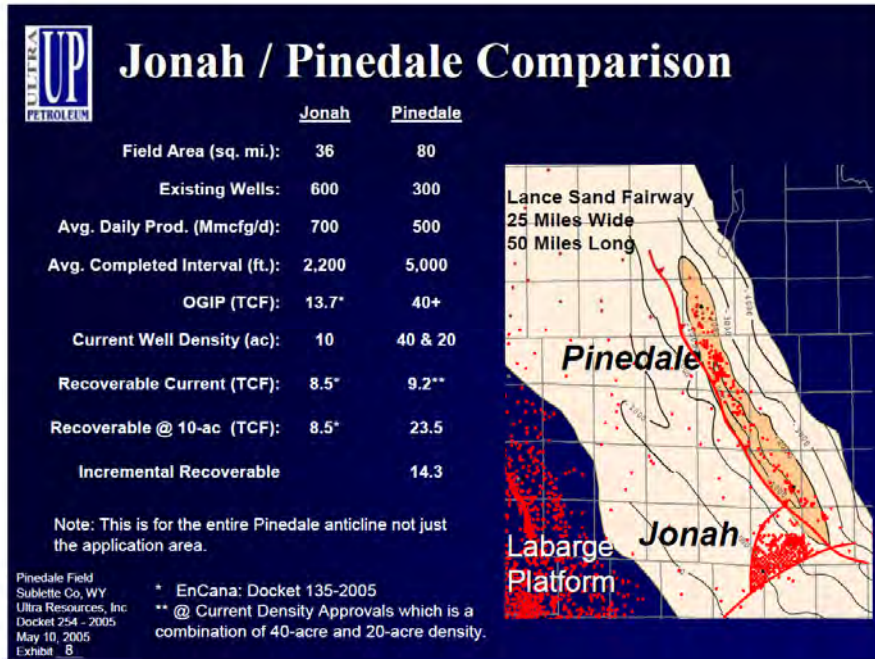 ULTRA
UP
PETROLEUM
Jonah / Pinedale Comparison
Jonah Pinedale
Field Area (sq. mi.): 36 80
Existing Wells: 600 300
Avg. Daily Prod. (Mmcfg/d): 700 500
Avg. Completed Interval (ft.): 2,200 5,000
OGIP (TCF): 13.7* 40+
Current Well Density (ac) 10 40 & 20
Recoverable Current (TCF): 8.5* 9.2**
Recoverable @ 10-ac (TCF): 8.5* 23.5
Incremental Recoverable 14.3
Note: This is for the entire Pinedale anticline not just
the application area.
Pinedale Field
Sublette Co, WY
Ultra Resources, Inc
Docket 254 - 2005
May 10, 2005
Exhibit 8
* EnCana: Docket 135-2005
** @ Current Density Approvals which is a
combination of 40-acre and 20-acre density.
Lance Sand Fairway
25 Miles Wide
50 Miles Long
Pinedale
Jonah
Labarge
Platform